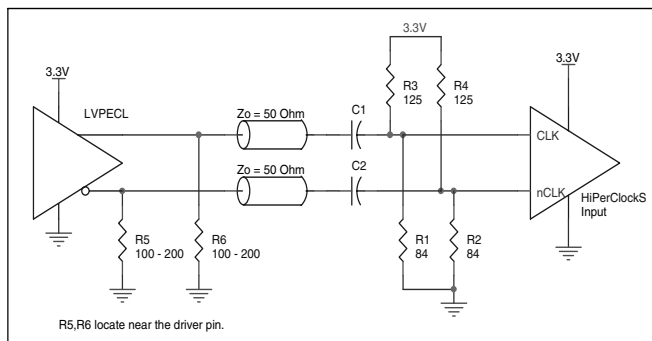 3.3V
3.3V
3.3V
LVPECL
R3
125
R4
125
Zo = 50 Ohm
C1
CLK
Zo = 50 Ohm
C2
nCLK
HiPerClockS
Input
R5
100 - 200
R6
100 - 200
R1
84
R2
84
R5,R6 locate near the driver pin.